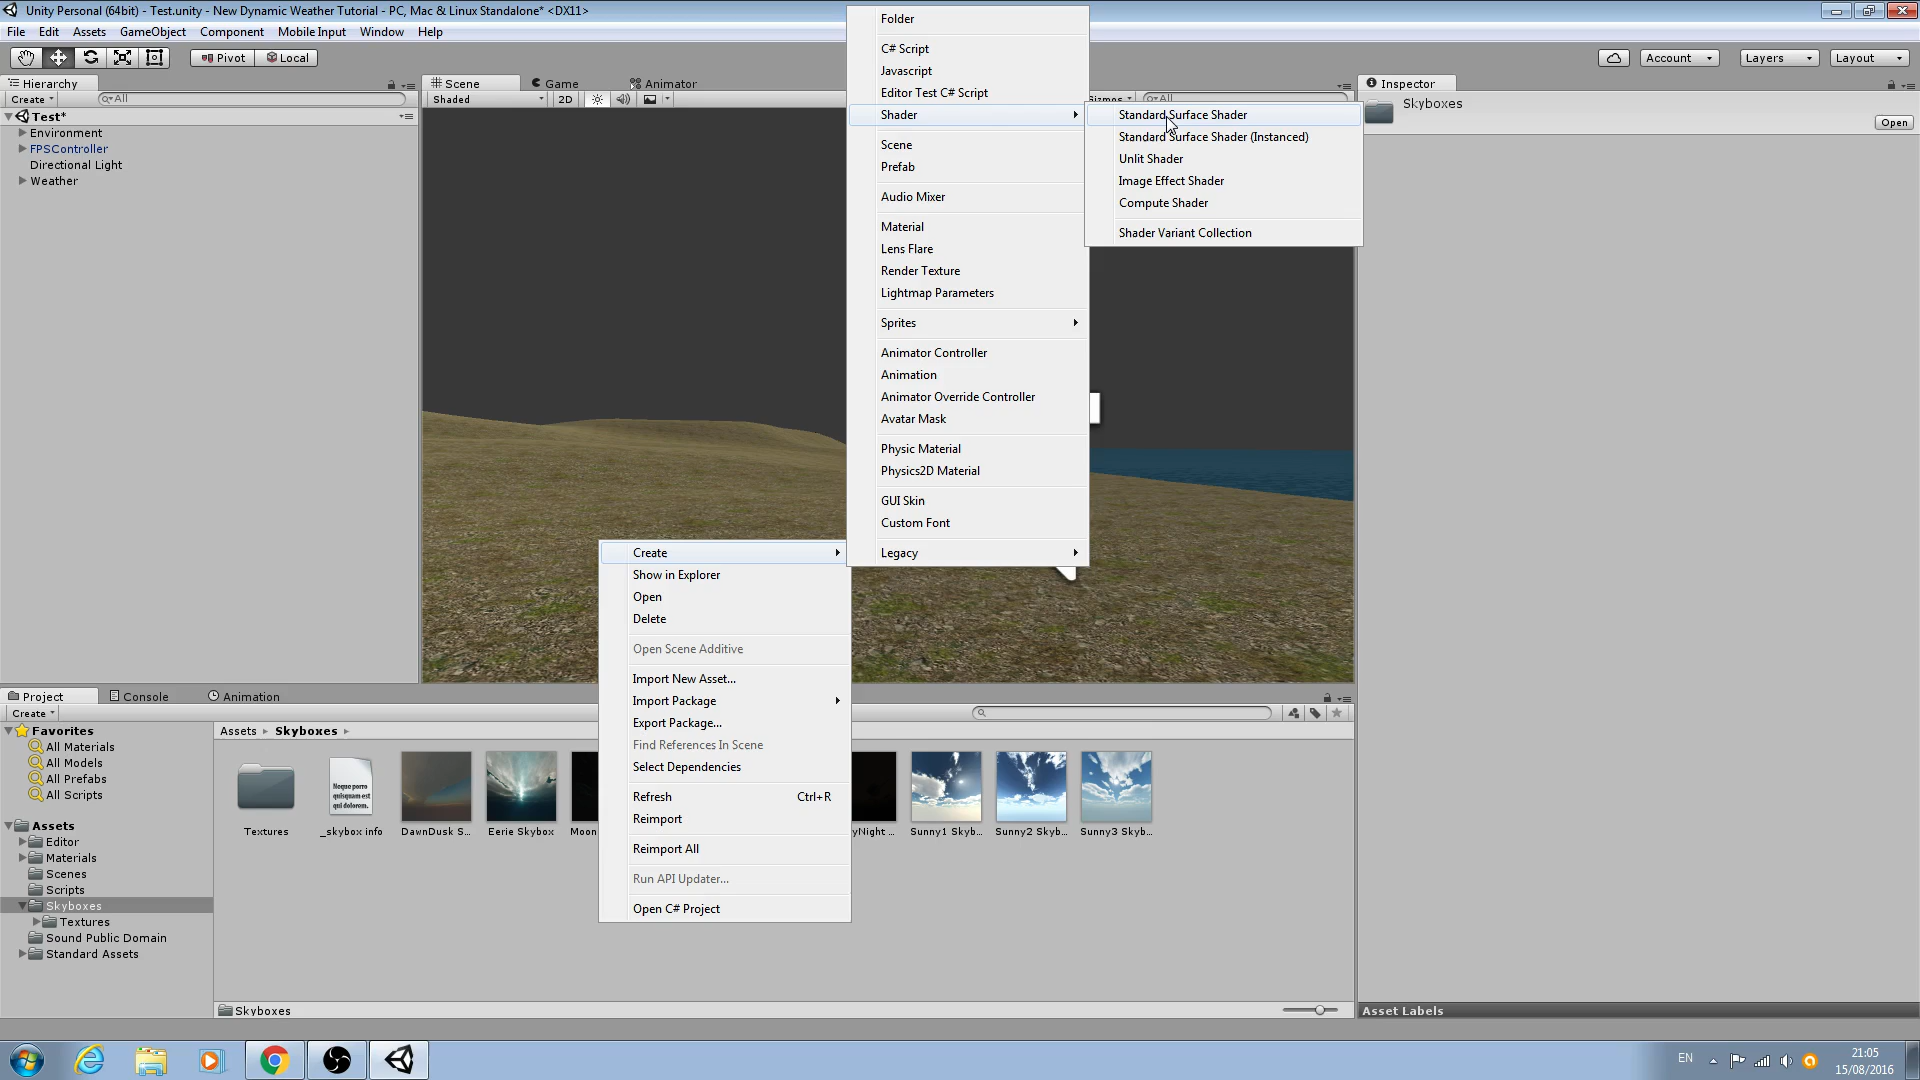 Unity Personal (64bit) - Test.unity - New Dynamic Weather Tutorial - PC, Mac & Linux Standalone* <DX11>
File Edit Assets GameObject Component Mobile Input Window Help
Pivot Local
Account Layers Layout
Hierarchy
Create All
Test*
Environment
FPSController
Directional Light
Weather
Scene Game Animator
Shaded 2D
All
Folder
C# Script
Javascript
Editor Test C# Script
Shader
Scene
Prefab
Audio Mixer
Material
Lens Flare
Render Texture
Lightmap Parameters
Sprites
Animator Controller
Animation
Animator Override Controller
Avatar Mask
Physic Material
Physics2D Material
GUI Skin
Custom Font
Legacy
Standard Surface Shader
Standard Surface Shader (Instanced)
Unlit Shader
Image Effect Shader
Compute Shader
Shader Variant Collection
Inspector
Skyboxes
Open
Create
Show in Explorer
Open
Delete
Open Scene Additive
Import New Asset...
Import Package
Export Package...
Find References In Scene
Select Dependencies
Refresh Ctrl+R
Reimport
Reimport All
Run API Updater...
Open C# Project
Project Console Animation
Create
Favorites
All Materials
All Models
All Prefabs
All Scripts
Assets
Editor
Materials
Scenes
Scripts
Skyboxes
Textures
Sound Public Domain
Standard Assets
Assets Skyboxes
Neque porro
quisquam est
qui dolorem.
Textures _skybox info DawnDusk S... Eerie Skybox Moon Sunny1 Skyb... Sunny2 Skyb... Sunny3 Skyb...
Skyboxes
Asset Labels
EN
21:05
15/08/2016